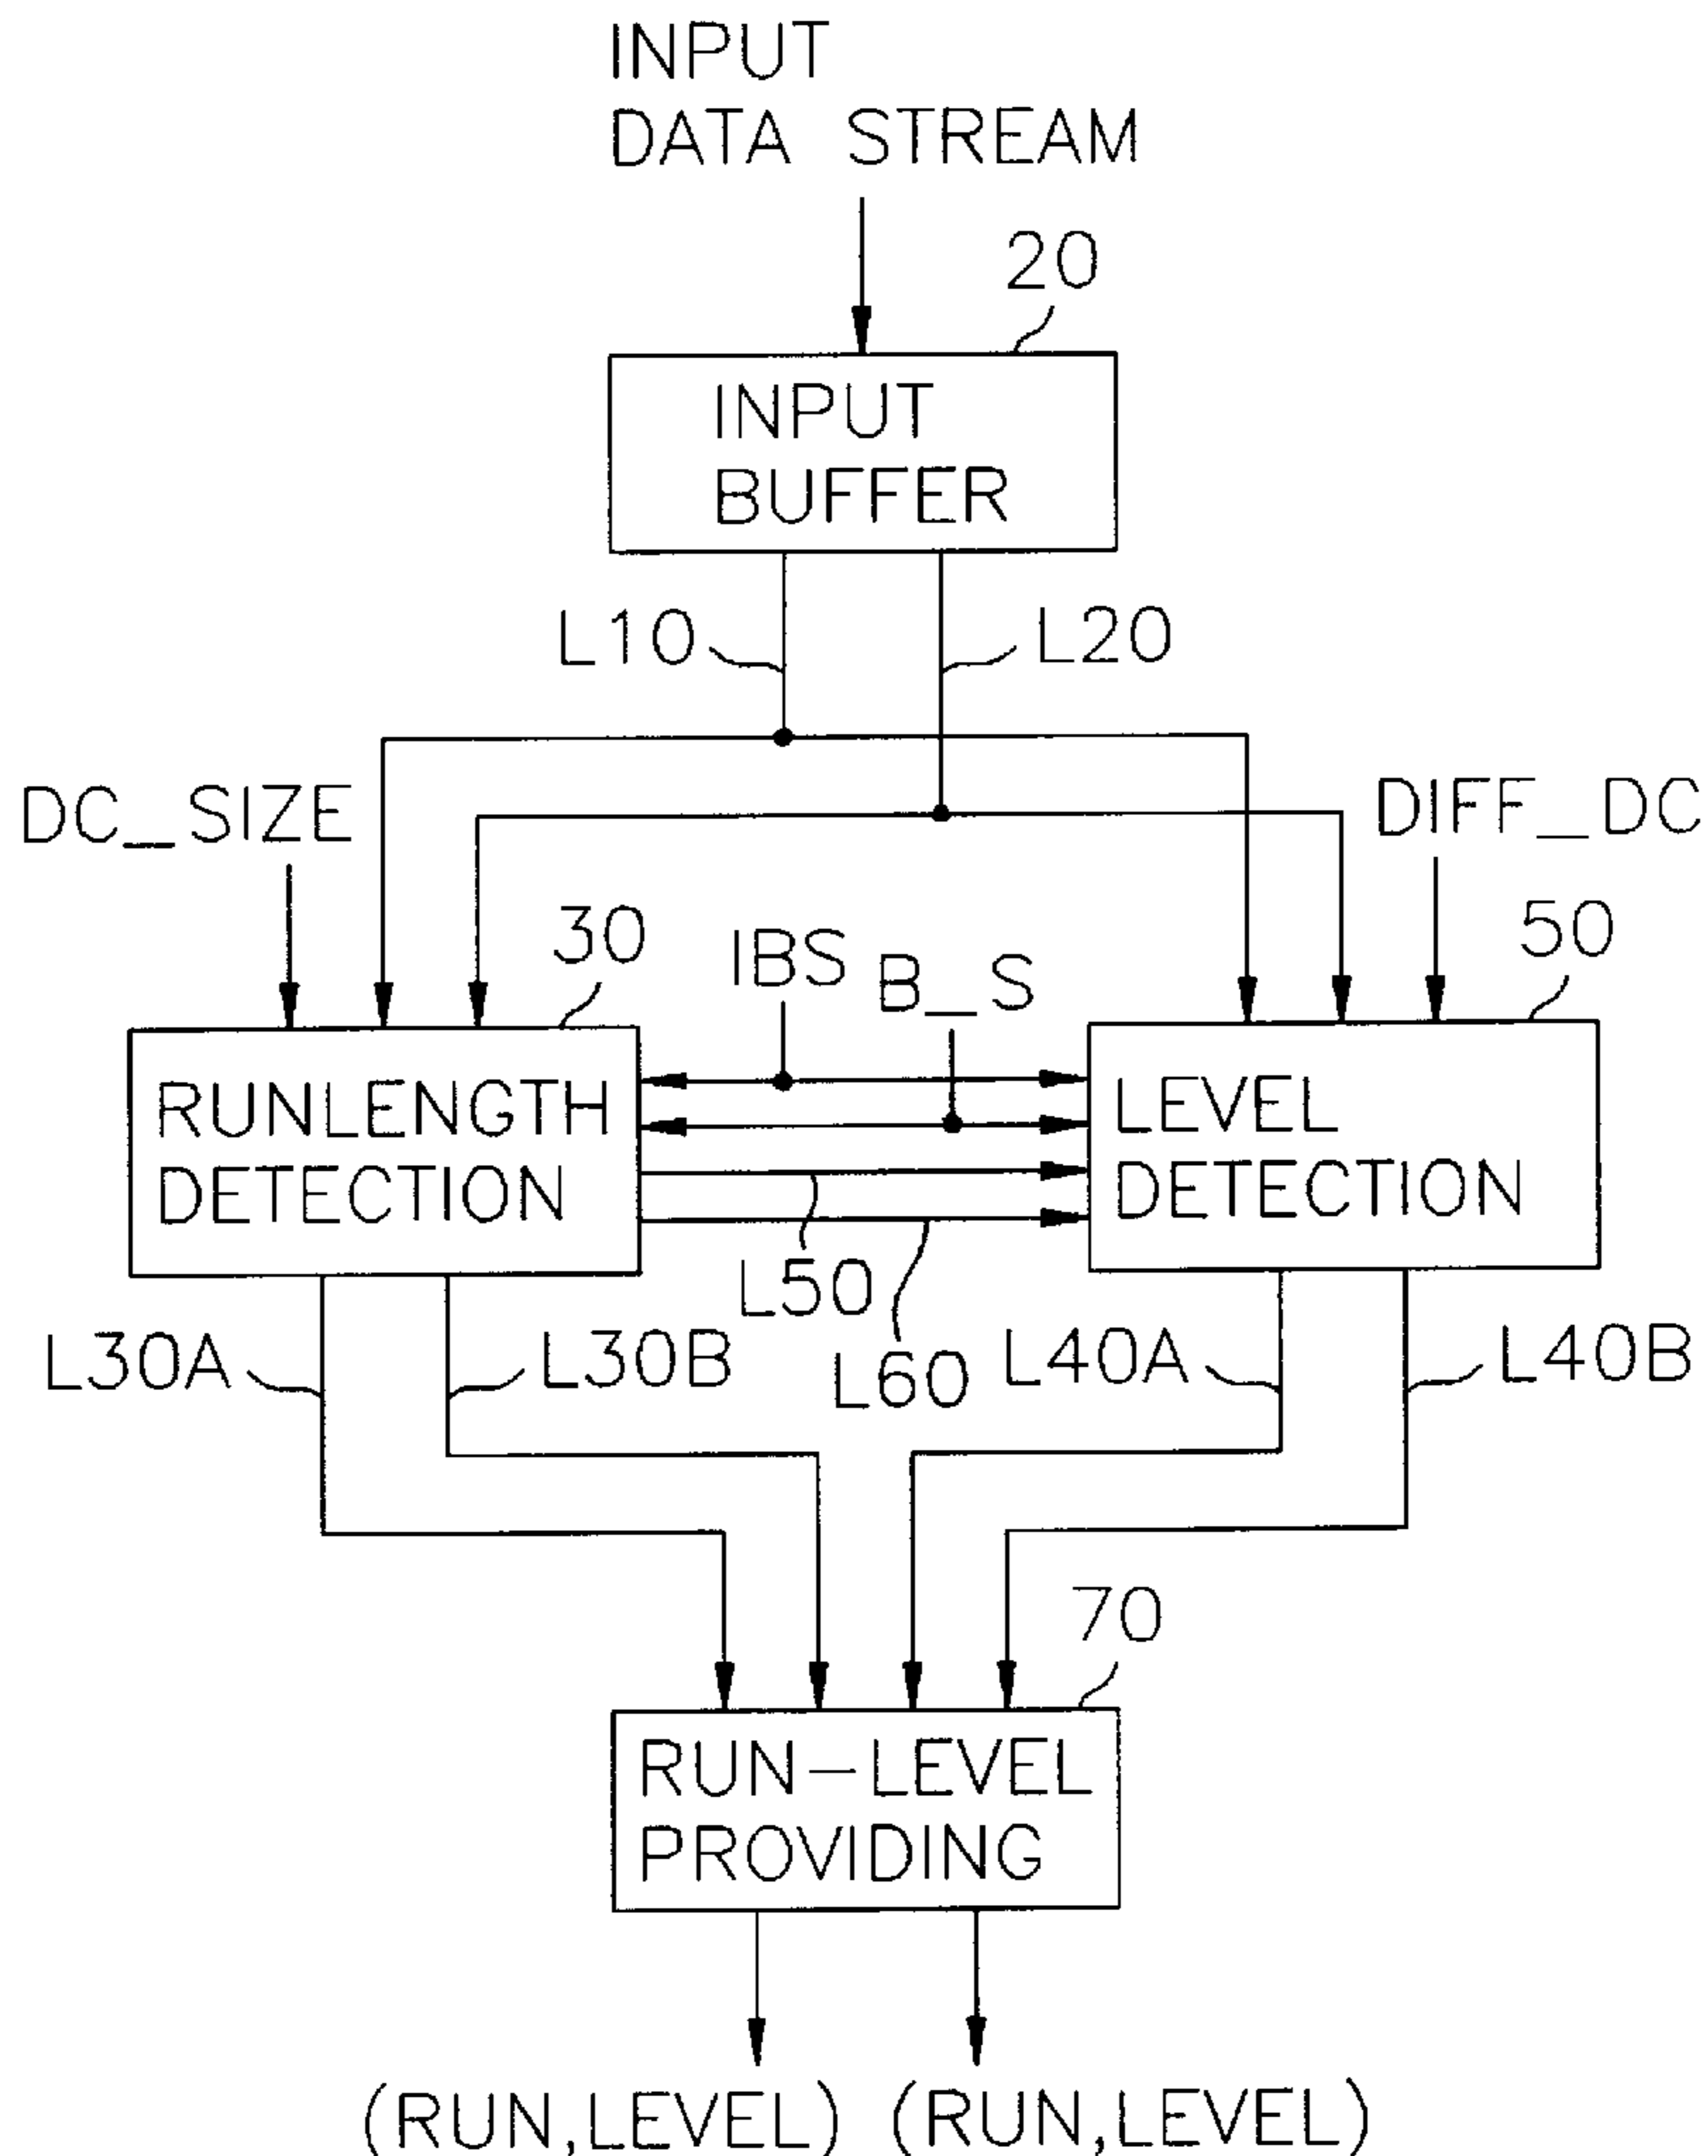 INPUT
DATA STREAM
20
INPUT
BUFFER
L10
L20
DC_SIZE
DIFF_DC
30
IBS
B_S
50
RUNLENGTH
DETECTION
LEVEL
DETECTION
L50
L60
L30A
L30B
L40A
L40B
70
RUN-LEVEL
PROVIDING
(RUN,LEVEL) (RUN,LEVEL)